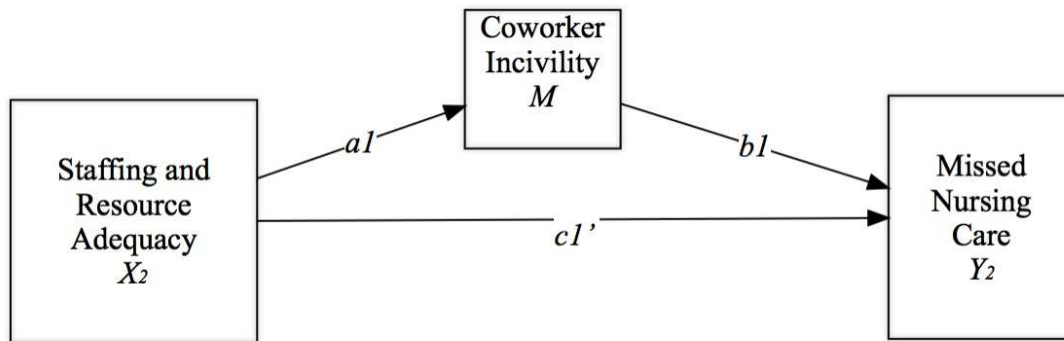 Coworker
Incivility
M
a1
b1
Staffing and
Resource
Adequacy
X2
c1’
Missed
Nursing
Care
Y2